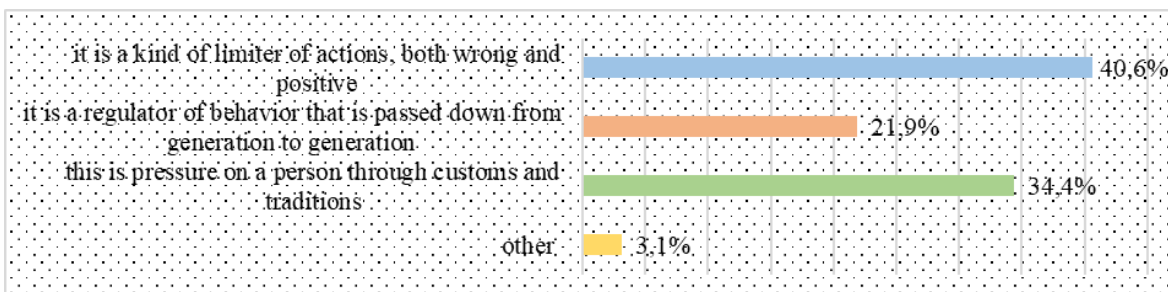 it is a kind of limiter of actions, both wrong and
positive
40,6%
it is a regulator of behavior that is passed down from
generation to generation
21,9%
this is pressure on a person through customs and
traditions
34,4%
other
3,1%